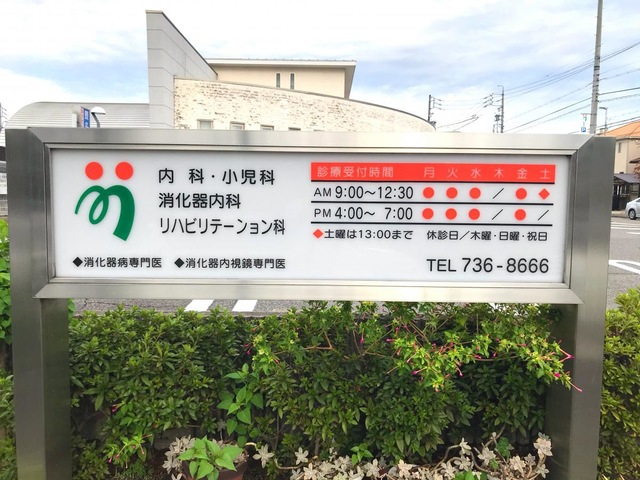 内科・小児科
消化器内科
リハビリテーション科
◆消化器病専門医 ◆消化器内視鏡専門医
診療受付時間 月 火 水 木 金 土
AM 9:00〜12:30 ● ● ● ／ ● ◆
PM 4:00〜 7:00 ● ● ● ／ ● ／
◆土曜は13:00まで 休診日／木曜・日曜・祝日
TEL 736-8666